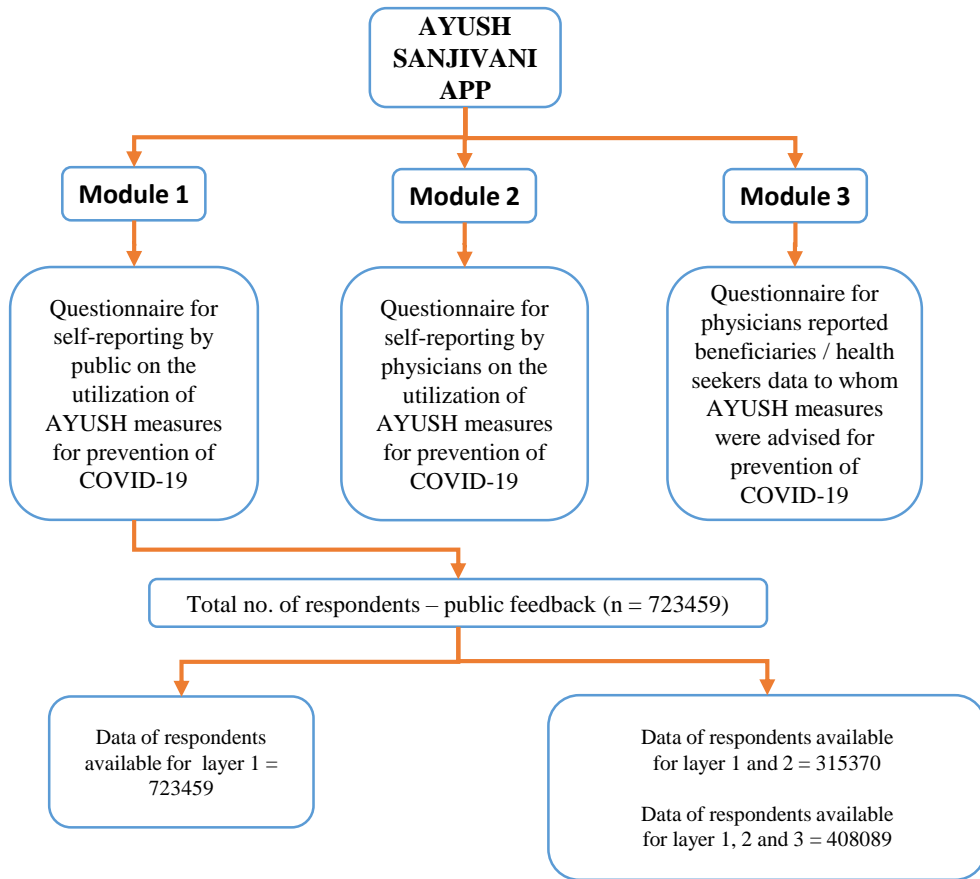 AYUSH
SANJIVANI
APP
Module 1
Module 2
Module 3
Questionnaire for
self-reporting by
public on the
utilization of
AYUSH measures
for prevention of
COVID-19
Questionnaire for
self-reporting by
physicians on the
utilization of
AYUSH measures
for prevention of
COVID-19
Questionnaire for
physicians reported
beneficiaries / health
seekers data to whom
AYUSH measures
were advised for
prevention of
COVID-19
Total no. of respondents – public feedback (n = 723459)
Data of respondents
available for layer 1 =
723459
Data of respondents available
for layer 1 and 2 = 315370
Data of respondents available
for layer 1, 2 and 3 = 408089